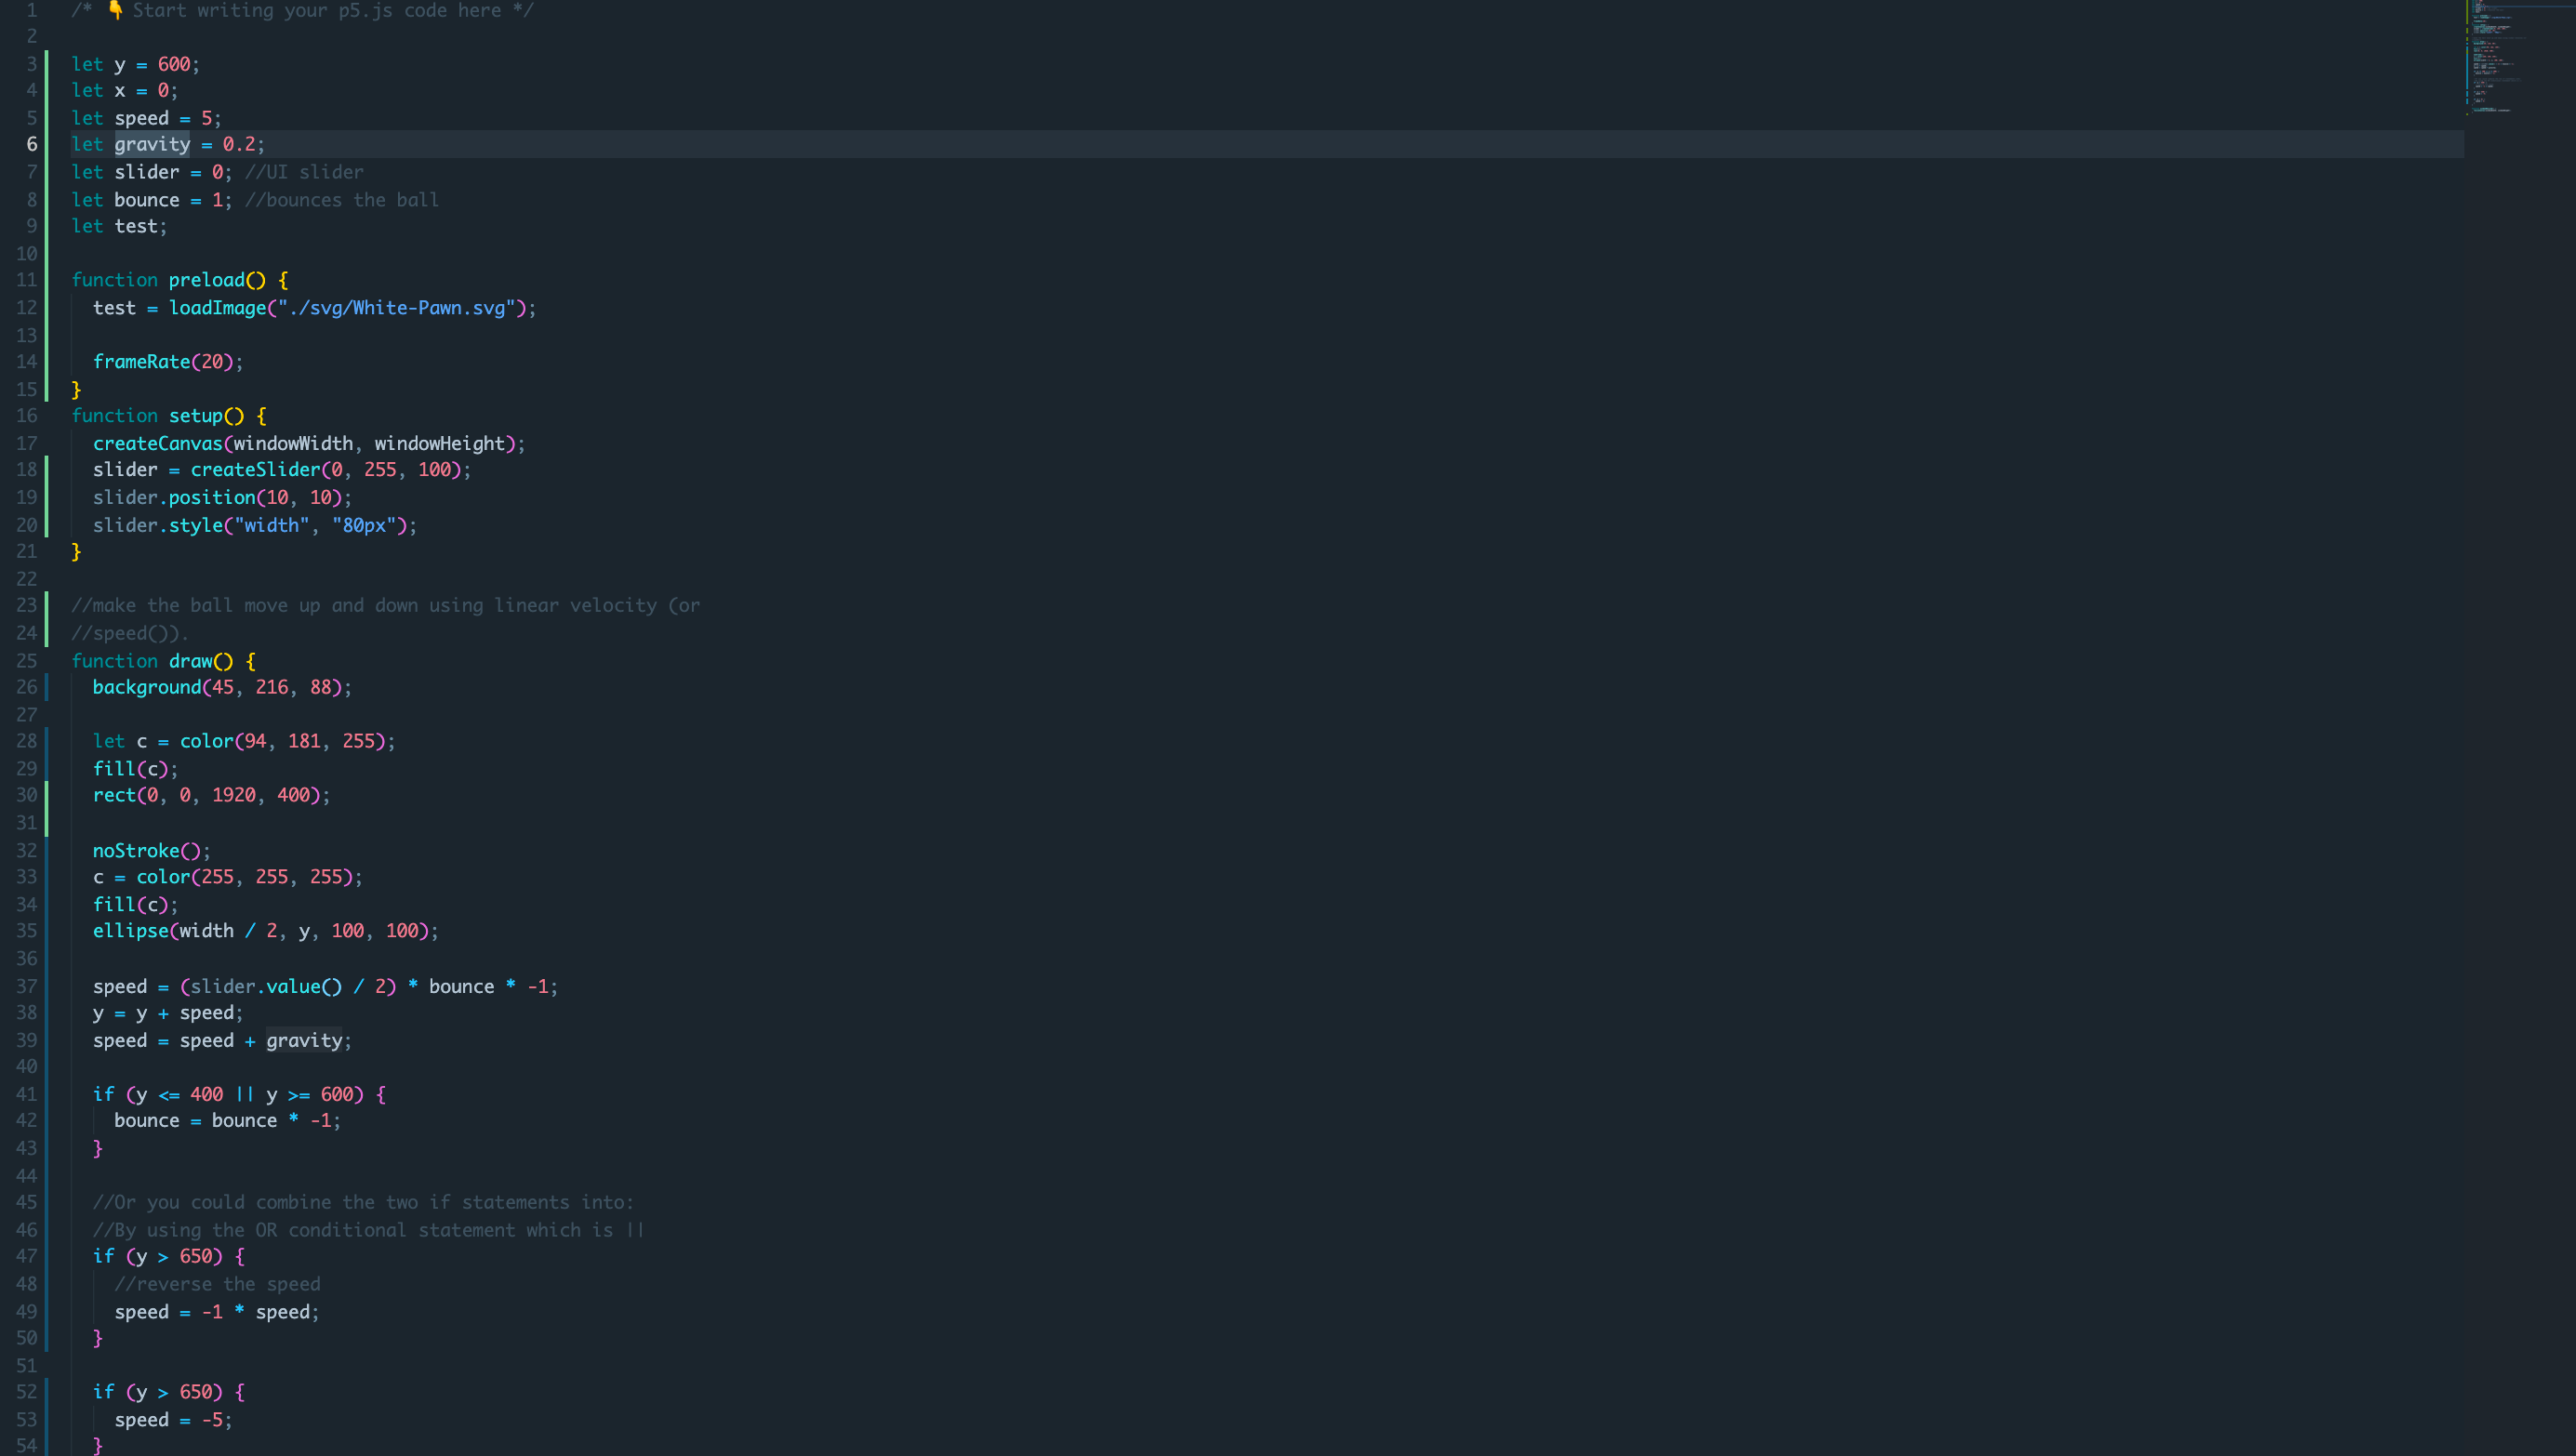 1 /* 👇 Start writing your p5.js code here */
2
3 let y = 600;
4 let x = 0;
5 let speed = 5;
6 let gravity = 0.2;
7 let slider = 0; //UI slider
8 let bounce = 1; //bounces the ball
9 let test;
10
11 function preload() {
12   test = loadImage("./svg/White-Pawn.svg");
13
14   frameRate(20);
15 }
16 function setup() {
17   createCanvas(windowWidth, windowHeight);
18   slider = createSlider(0, 255, 100);
19   slider.position(10, 10);
20   slider.style("width", "80px");
21 }
22
23 //make the ball move up and down using linear velocity (or
24 //speed()).
25 function draw() {
26   background(45, 216, 88);
27
28   let c = color(94, 181, 255);
29   fill(c);
30   rect(0, 0, 1920, 400);
31
32   noStroke();
33   c = color(255, 255, 255);
34   fill(c);
35   ellipse(width / 2, y, 100, 100);
36
37   speed = (slider.value() / 2) * bounce * -1;
38   y = y + speed;
39   speed = speed + gravity;
40
41   if (y <= 400 || y >= 600) {
42     bounce = bounce * -1;
43   }
44
45   //Or you could combine the two if statements into:
46   //By using the OR conditional statement which is ||
47   if (y > 650) {
48     //reverse the speed
49     speed = -1 * speed;
50   }
51
52   if (y > 650) {
53     speed = -5;
54   }